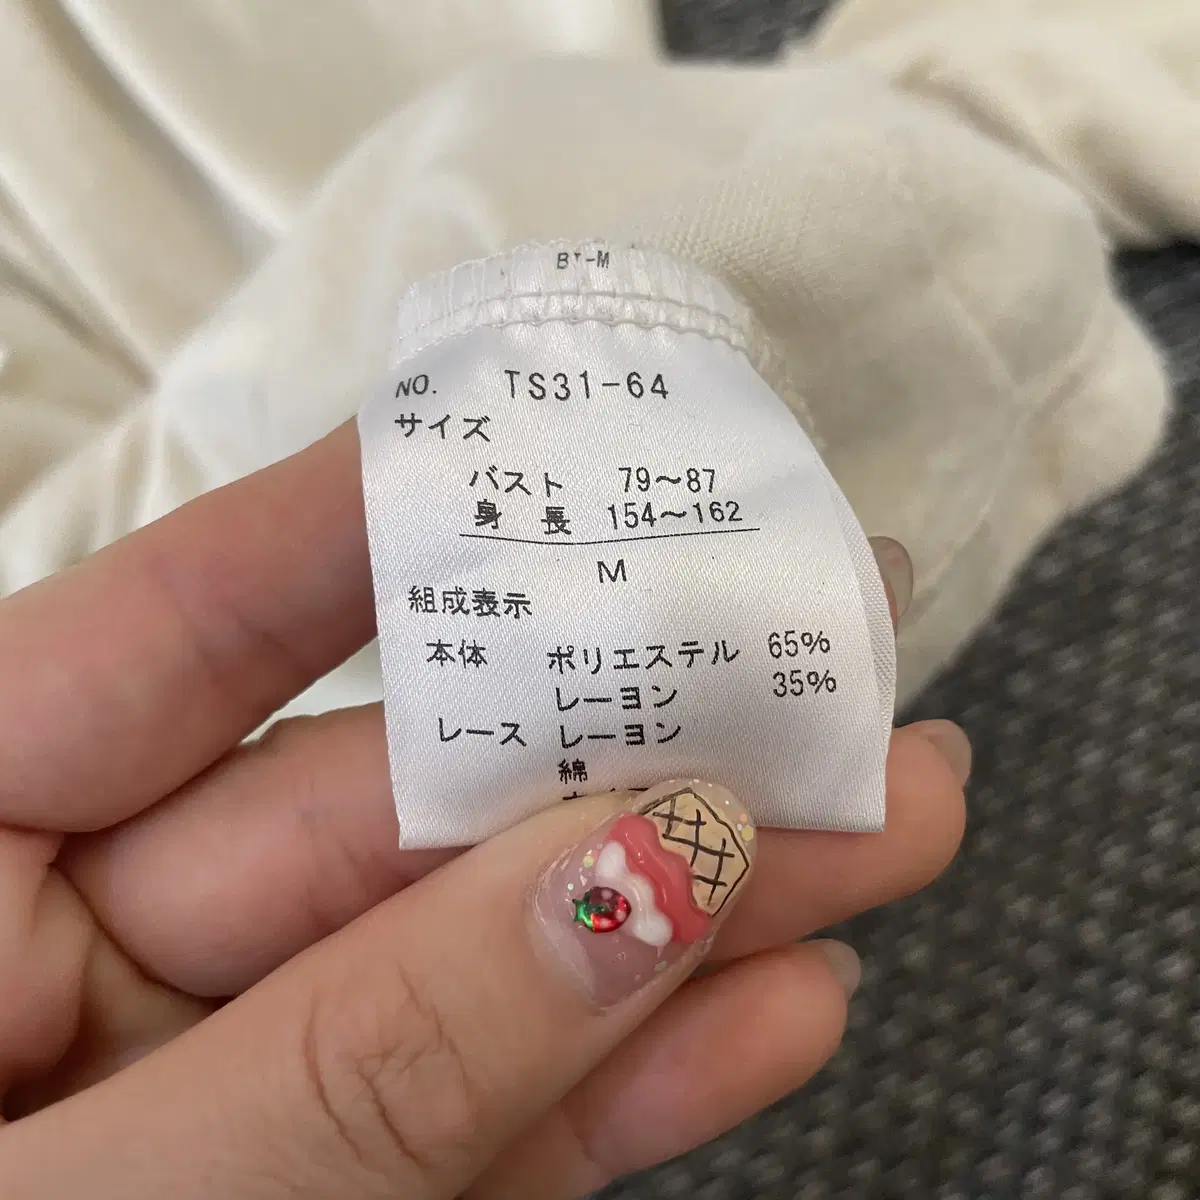 NO. TS31-64
サイズ
バスト 79～87
身長 154～162
M
組成表示
本体 ポリエステル 65%
レーヨン 35%
レース レーヨン
綿